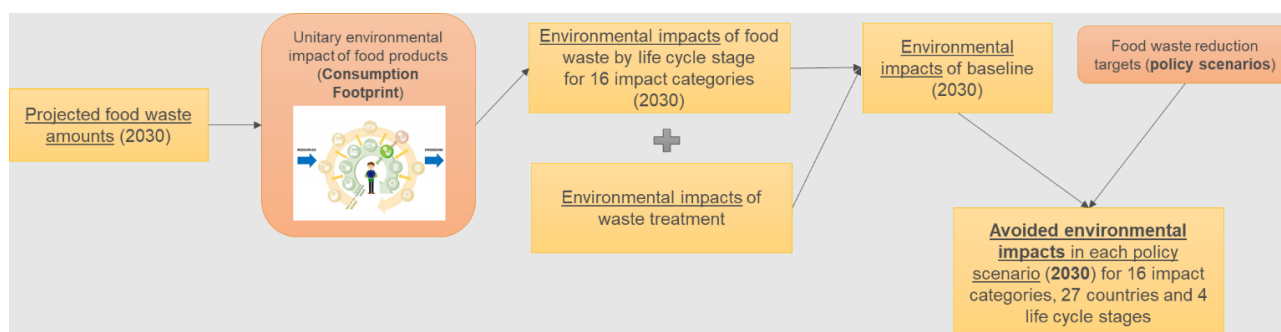 Projected food waste
amounts (2030)
Unitary environmental
impact of food products
(Consumption
Footprint)
RESOURCES
EMISSIONS
Environmental impacts of food
waste by life cycle stage
for 16 impact categories
(2030)
Environmental impacts of
waste treatment
Environmental
impacts of baseline
(2030)
Food waste reduction
targets (policy scenarios)
Avoided environmental
impacts in each policy
scenario (2030) for 16 impact
categories, 27 countries and 4
life cycle stages